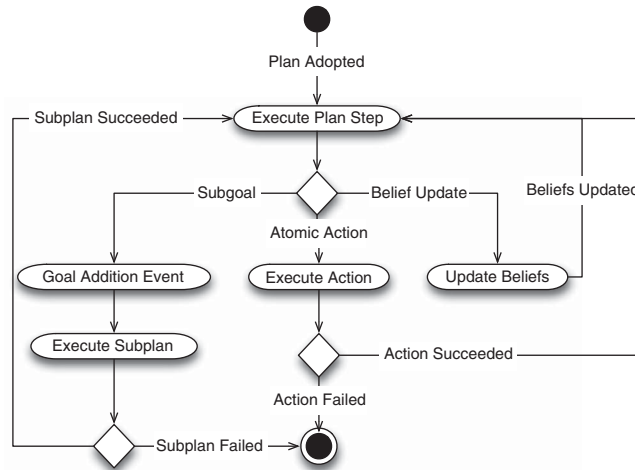 Plan Adopted
Subplan Succeeded
Execute Plan Step
Subgoal
Belief Update
Beliefs Updated
Atomic Action
Goal Addition Event
Execute Action
Update Beliefs
Execute Subplan
Action Succeeded
Action Failed
Subplan Failed